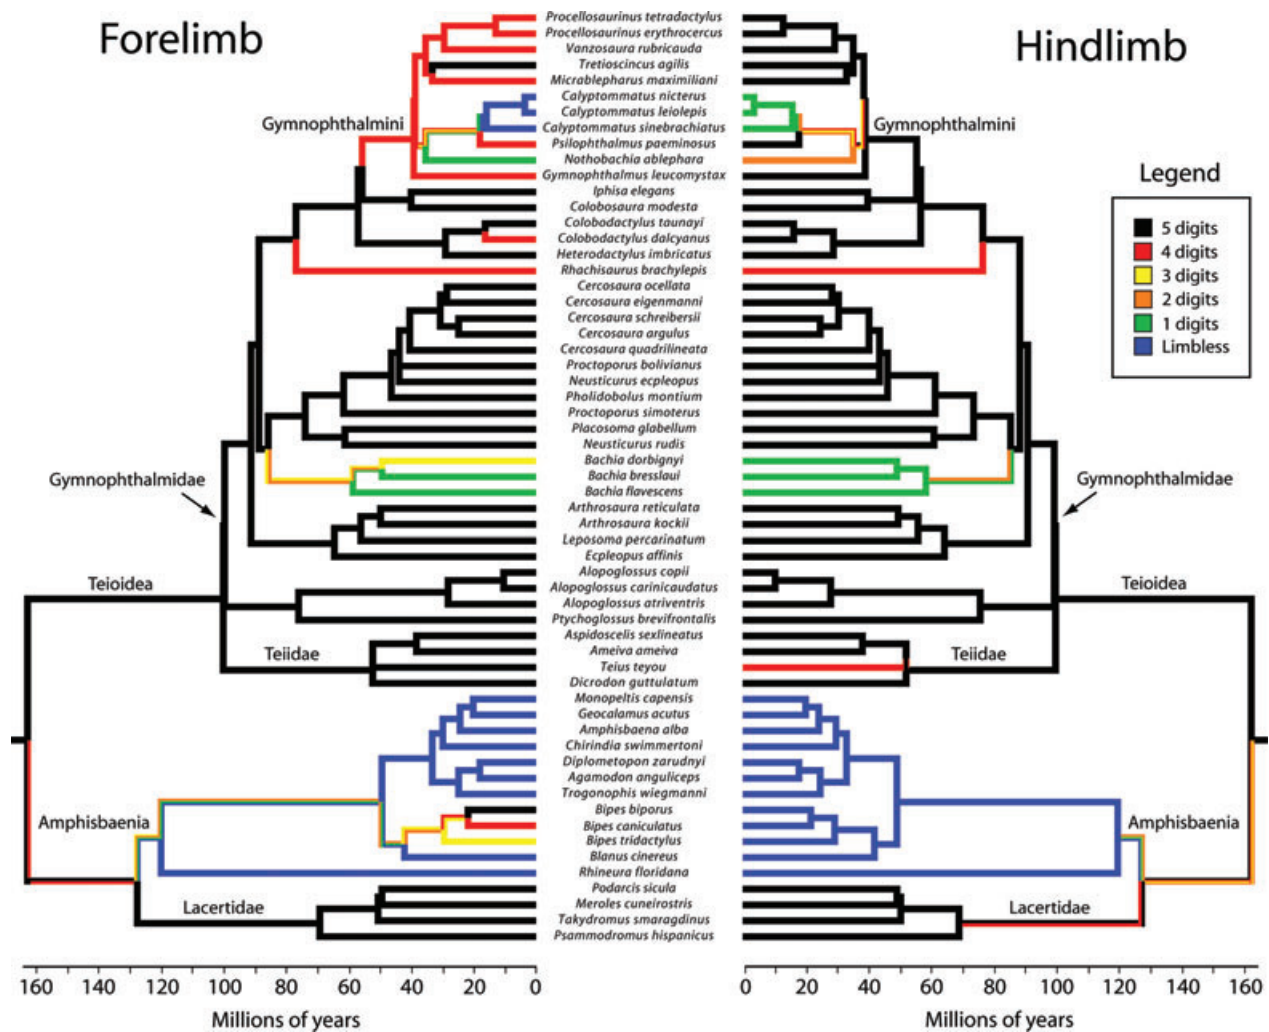 Forelimb
Hindlimb
Procellosaurinus tetradactylus
Procellosaurinus erythrocercus
Vanzosaura rubricauda
Tretioscincus agilis
Micrablepharus maximiliani
Calyptommatus nicterus
Calyptommatus leiolepis
Calyptommatus sinebrachiatus
Psilophthalmus paeminosus
Nothobachia ablephara
Gymnophthalmus leucomystax
Iphisa elegans
Colobosaura modesta
Colobodactylus taunayi
Colobodactylus dalcyanus
Heterodactylus imbricatus
Rhachisaurus brachylepis
Cercosaura ocellata
Cercosaura eigenmanni
Cercosaura schreibersii
Cercosaura argulus
Cercosaura quadrilineata
Proctoporus bolivianus
Neusticurus ecpleopus
Pholidobolus montium
Proctoporus simoterus
Placosoma glabellum
Neusticurus rudis
Bachia dorbignyi
Bachia bresslaui
Bachia flavescens
Arthrosaura reticulata
Arthrosaura kockii
Leposoma percarinatum
Ecpleopus affinis
Alopoglossus copii
Alopoglossus carinicaudatus
Alopoglossus atriventris
Ptychoglossus brevifrontalis
Aspidoscelis sexlineatus
Ameiva ameiva
Teius teyou
Dicrodon guttulatum
Monopeltis capensis
Geocalamus acutus
Amphisbaena alba
Chirindia swimmertoni
Diplometopon zarudnyi
Agamodon anguliceps
Trogonophis wiegmanni
Bipes biporus
Bipes caniculatus
Bipes tridactylus
Blanus cinereus
Rhineura floridana
Podarcis sicula
Meroles cuneirostris
Takydromus smaragdinus
Psammodromus hispanicus
Gymnophthalmini
Gymnophthalmidae
Teioidea
Teiidae
Amphisbaenia
Lacertidae
Gymnophthalmini
Gymnophthalmidae
Teioidea
Teiidae
Amphisbaenia
Lacertidae
Legend
5 digits
4 digits
3 digits
2 digits
1 digits
Limbless
160 140 120 100 80 60 40 20 0
Millions of years
0 20 40 60 80 100 120 140 160
Millions of years